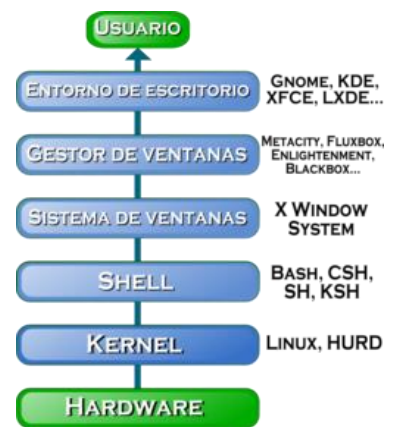 Usuario
Entorno de escritorio
Gnome, KDE,
XFCE, LXDE...
Gestor de ventanas
Metacity, Fluxbox,
Enlightenment,
Blackbox...
Sistema de ventanas
X Window
System
Shell
Bash, CSH,
SH, KSH
Kernel
Linux, HURD
Hardware